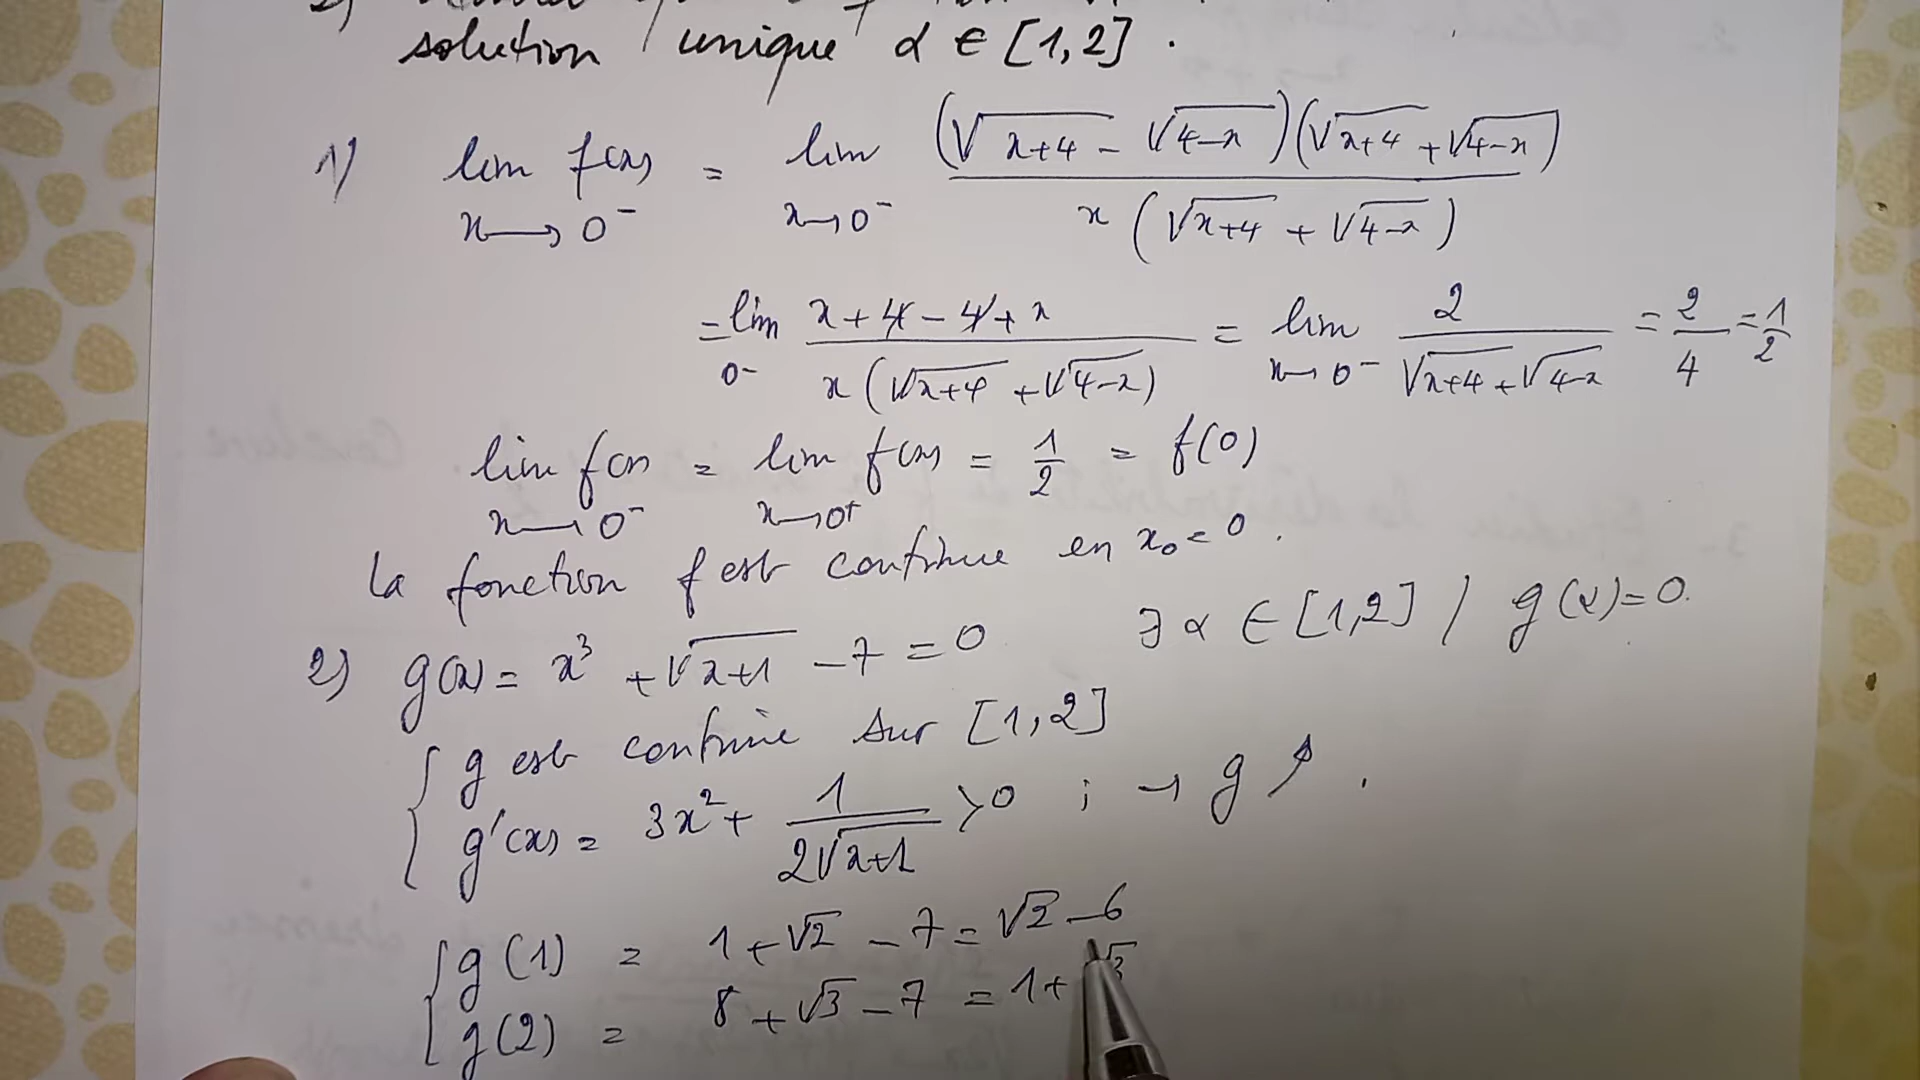 solution unique α ∈ [1,2].
1) lim f(x) = lim (√x+4 - √4-x)(√x+4 + √4-x)
x→0⁻ x→0⁻ x(√x+4 + √4-x)
= lim x+4-4+x = lim 2 = 2 = 1
0⁻ x(√x+4 + √4-x) x→0⁻ √x+4 + √4-x 4 2
lim f(x) = lim f(x) = 1/2 = f(0)
x→0⁻ x→0⁺
La fonction f est continue en x₀ = 0.
2) g(x) = x³ + √x+1 - 7 = 0 ∃ α ∈ [1,2] / g(α) = 0.
g est continue sur [1,2]
g'(x) = 3x² + 1/2√x+1 > 0 ; → g ↗.
g(1) = 1 + √2 - 7 = √2 - 6
g(2) = 8 + √3 - 7 = 1 + √3